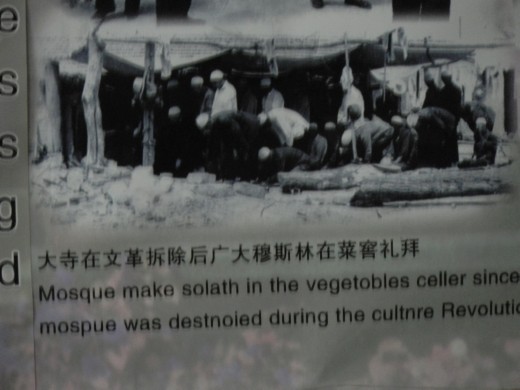 e
s
s
g
d
大寺在文革拆除后广大穆斯林在菜窖礼拜
Mosque make solath in the vegetobles celler since
mospue was destnoied during the cultnre Revolutio